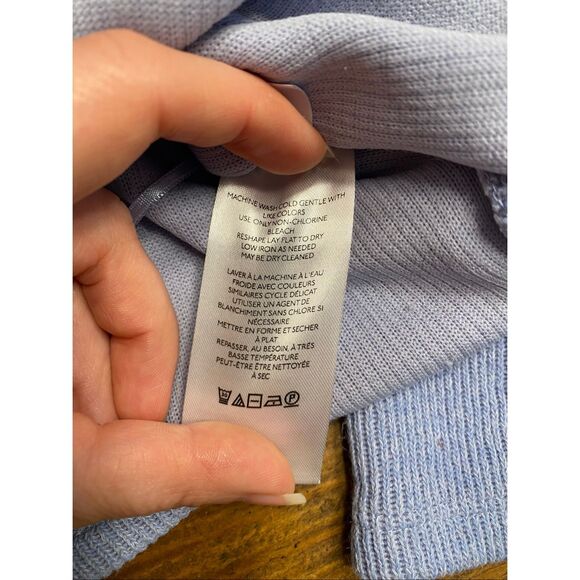 MACHINE WASH COLD GENTLE WITH
LIKE COLORS
USE ONLY NON-CHLORINE
BLEACH
RESHAPE LAY FLAT TO DRY
LOW IRON AS NEEDED
MAY BE DRY CLEANED
LAVER À LA MACHINE À L'EAU
FROIDE AVEC COULEURS
SIMILAIRES CYCLE DÉLICAT
UTILISER UN AGENT DE
BLANCHIMENT SANS CHLORE SI
NÉCESSAIRE
METTRE EN FORME ET SECHER
À PLAT
REPASSER, AU BESOIN, À TRÈS
BASSE TEMPÉRATURE
PEUT-ÊTRE ÊTRE NETTOYÉE
À SEC
30 P